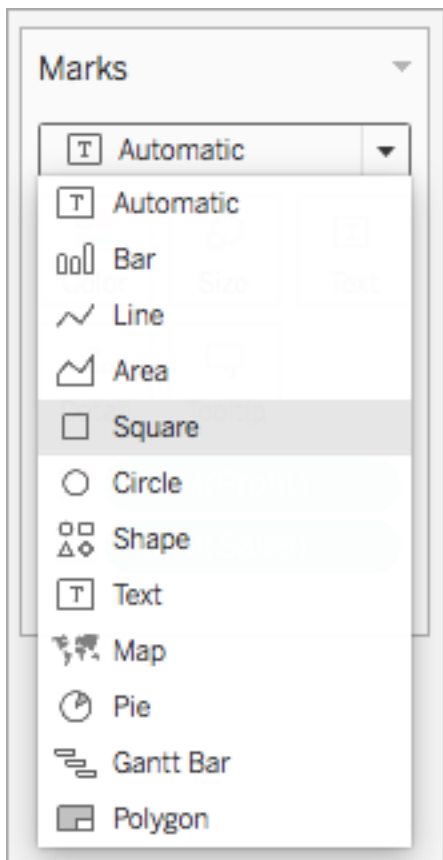 Marks
Automatic
Automatic
Bar
Line
Area
Square
Circle
Shape
Text
Map
Pie
Gantt Bar
Polygon